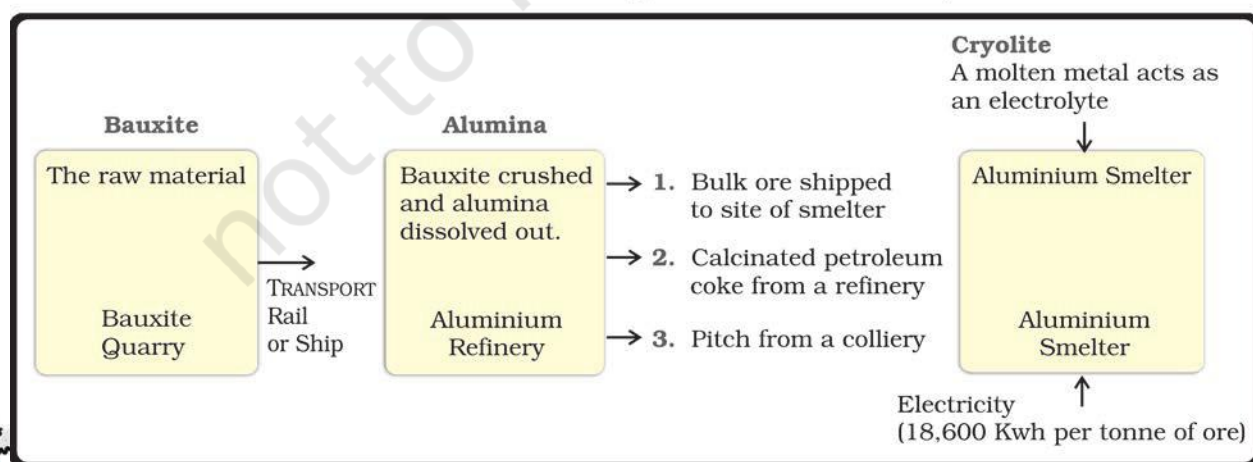 Cryolite
A molten metal acts as
an electrolyte
Bauxite
The raw material
Bauxite
Quarry
TRANSPORT
Rail
or Ship
Alumina
Bauxite crushed
and alumina
dissolved out.
Aluminium
Refinery
1. Bulk ore shipped
to site of smelter
2. Calcinated petroleum
coke from a refinery
3. Pitch from a colliery
Aluminium Smelter
Aluminium
Smelter
Electricity
(18,600 Kwh per tonne of ore)
not to